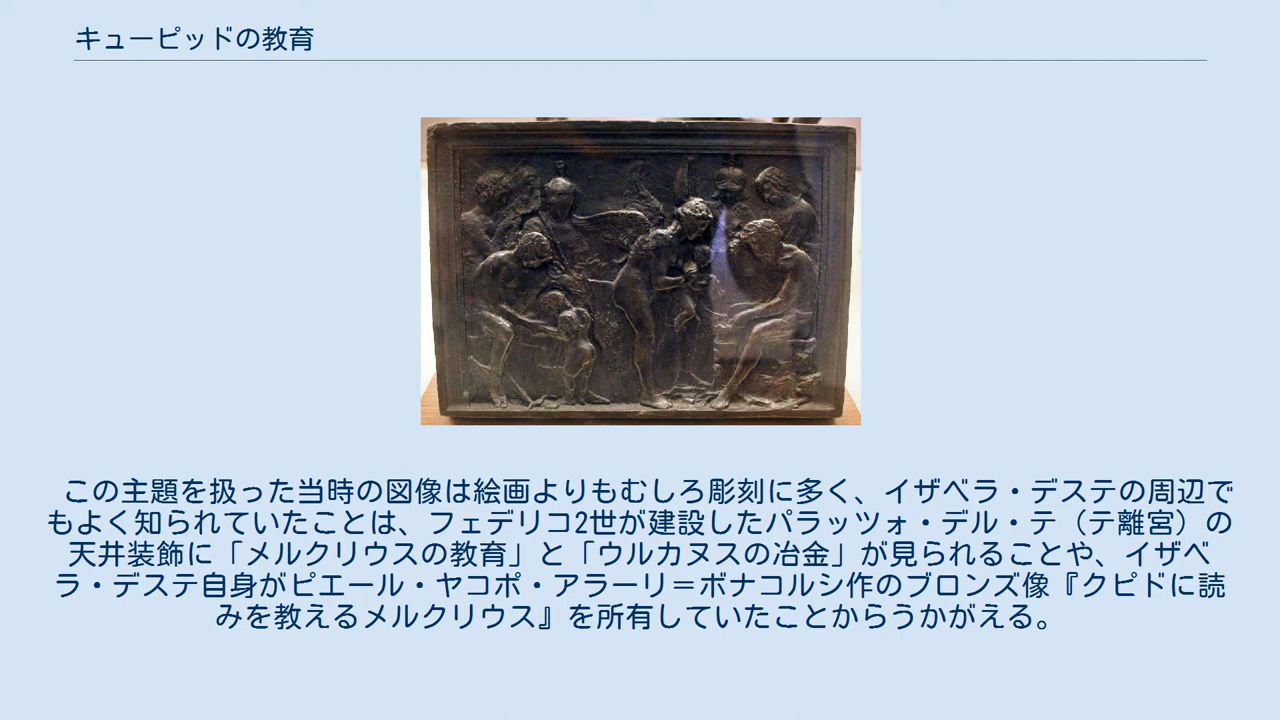 キューピッドの教育
この主題を扱った当時の図像は絵画よりもむしろ彫刻に多く、イザベラ・デステの周辺で
もよく知られていたことは、フェデリコ2世が建設したパラッツォ・デル・テ（テ離宮）の
天井装飾に「メルクリウスの教育」と「ウルカヌスの冶金」が見られることや、イザベ
ラ・デステ自身がピエール・ヤコポ・アラーリ＝ボナコルシ作のブロンズ像『クピドに読
みを教えるメルクリウス』を所有していたことからうかがえる。